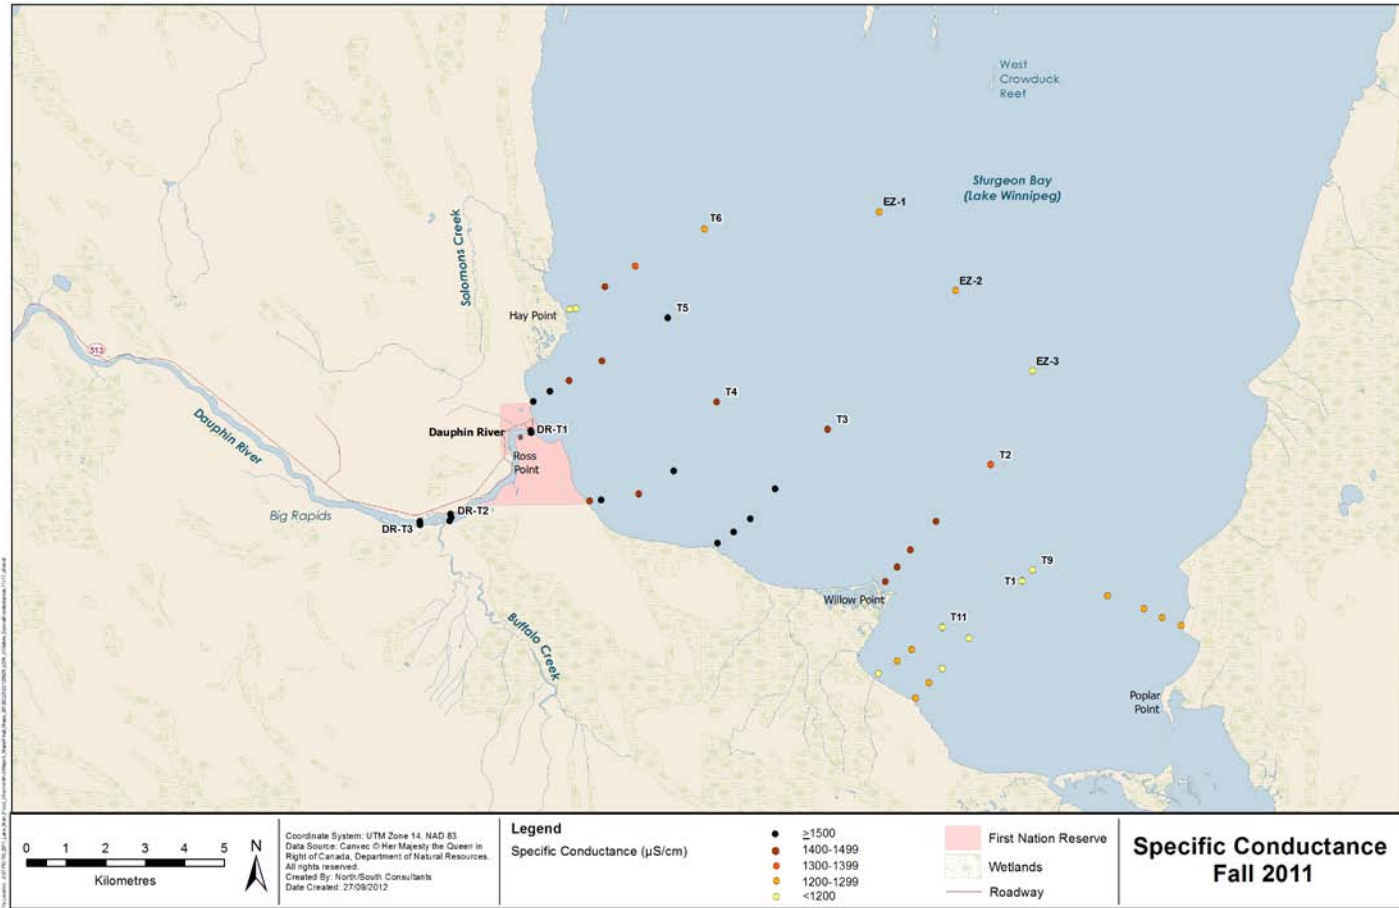 West
Crowduck
Reef
Sturgeon Bay
(Lake Winnipeg)
EZ-1
T6
Solomons Creek
EZ-2
Hay Point
T5
513
EZ-3
T4
T3
Dauphin River
DR-T1
Dauphin River
Ross
Point
T2
Big Rapids
DR-T2
DR-T3
T9
T1
Willow Point
T11
Buffalo Creek
Poplar
Point
0 1 2 3 4 5
Kilometres
N
Coordinate System: UTM Zone 14, NAD 83
Data Source: Canvec © Her Majesty the Queen in
Right of Canada, Department of Natural Resources.
All rights reserved.
Created By: North/South Consultants
Date Created: 27/09/2012
Legend
Specific Conductance (µS/cm)
≥1500
1400-1499
1300-1399
1200-1299
<1200
First Nation Reserve
Wetlands
Roadway
Specific Conductance
Fall 2011